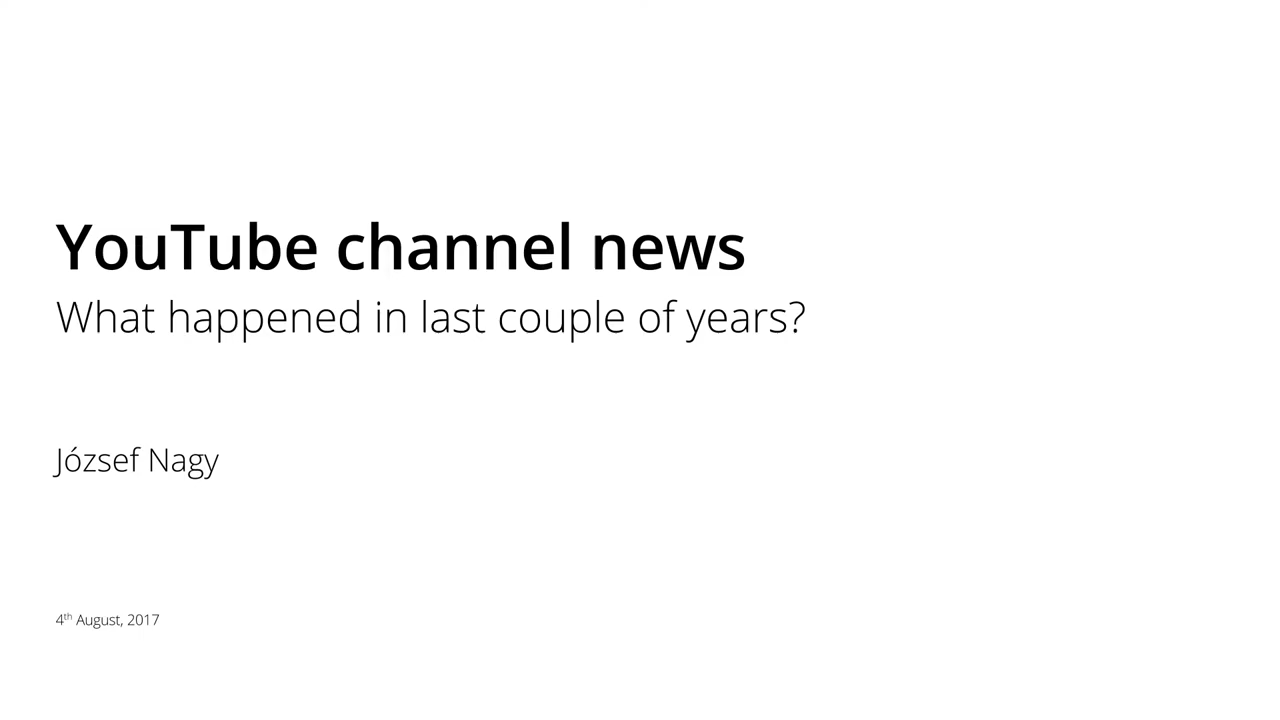 YouTube channel news
What happened in last couple of years?
József Nagy
4th August, 2017